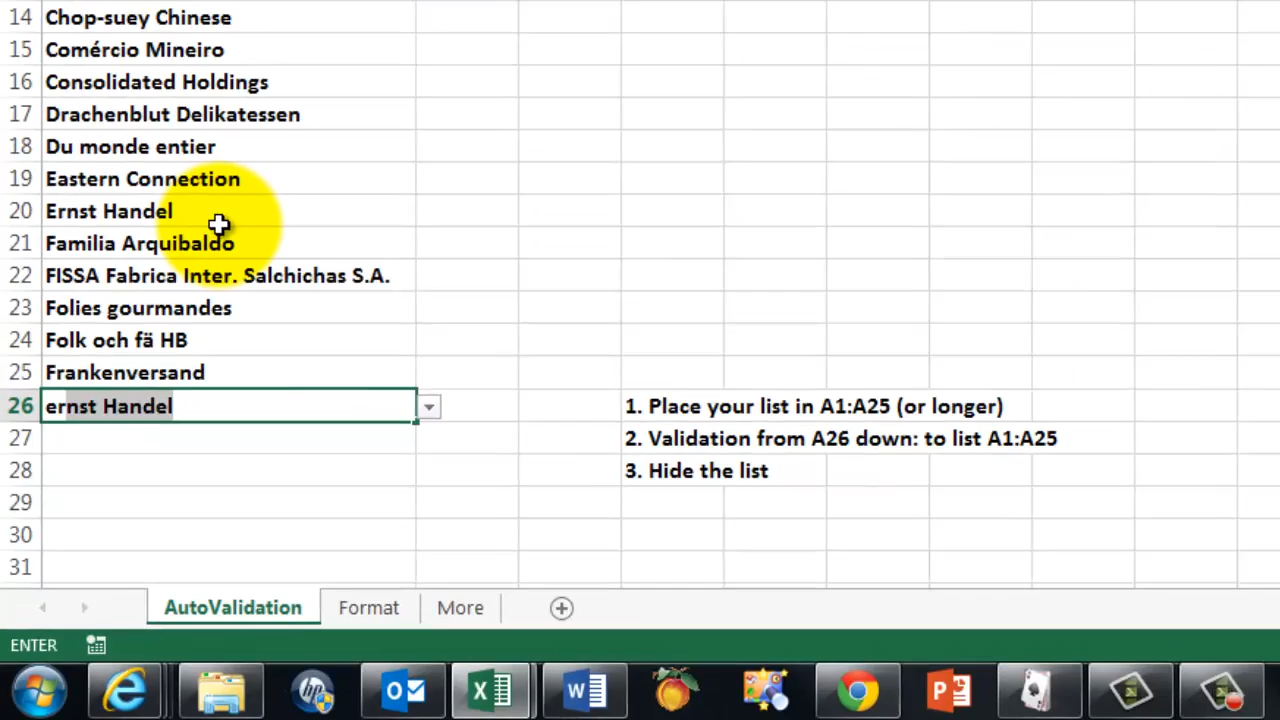 14 Chop-suey Chinese
15 Comércio Mineiro
16 Consolidated Holdings
17 Drachenblut Delikatessen
18 Du monde entier
19 Eastern Connection
20 Ernst Handel
21 Familia Arquibaldo
22 FISSA Fabrica Inter. Salchichas S.A.
23 Folies gourmandes
24 Folk och fä HB
25 Frankenversand
26 ernst Handel 1. Place your list in A1:A25 (or longer)
27 2. Validation from A26 down: to list A1:A25
28 3. Hide the list
29
30
31
AutoValidation Format More
ENTER
hp O X W P